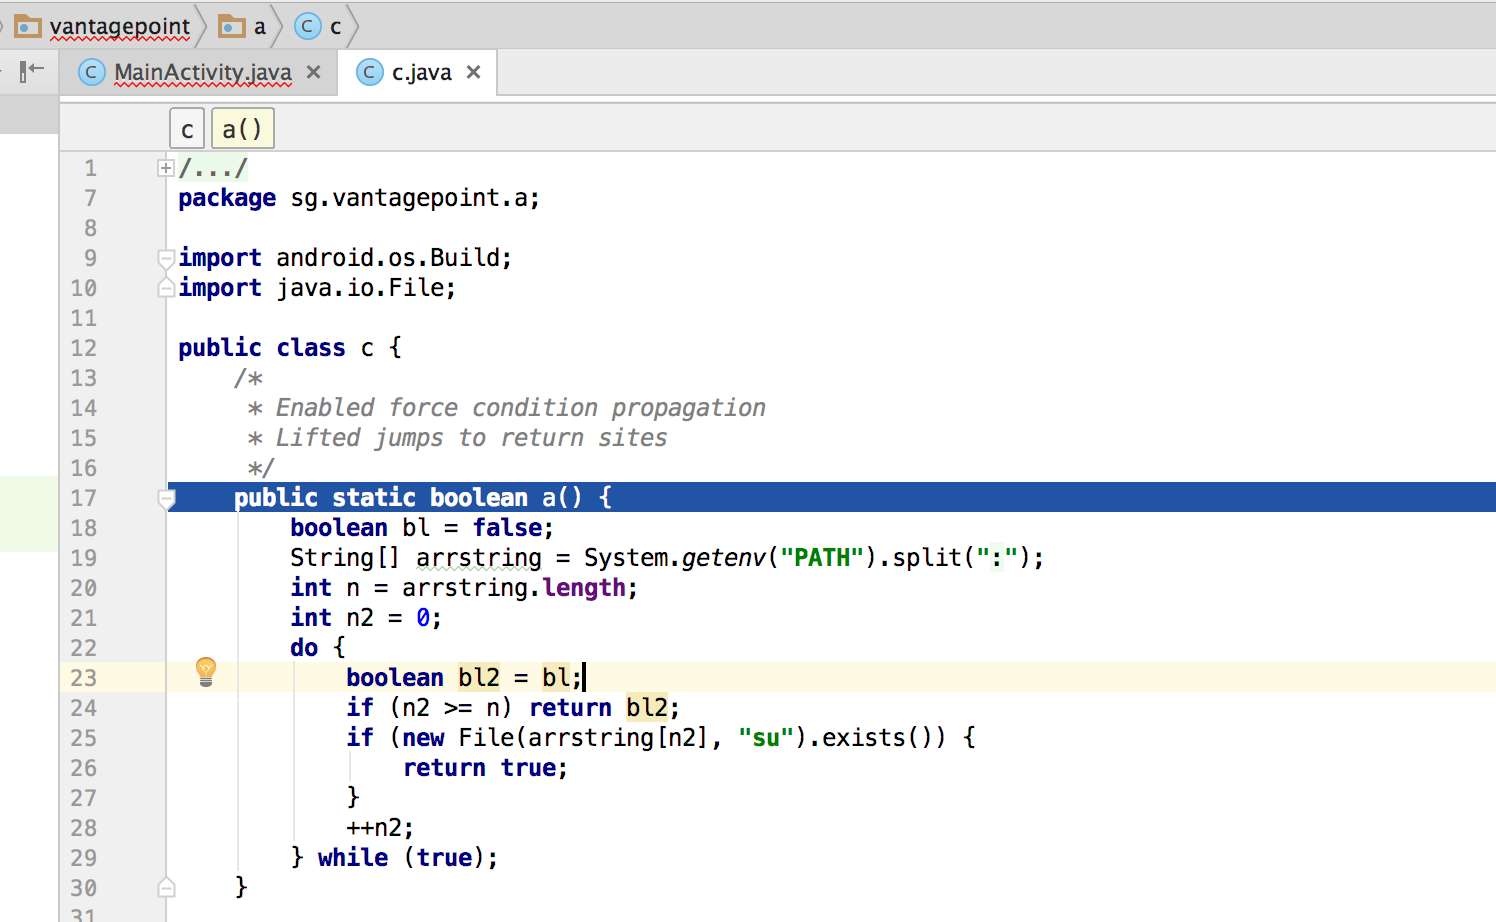 vantagepoint a C c
C MainActivity.java × C c.java ×
c a()
1 /.../
7 package sg.vantagepoint.a;
8
9 import android.os.Build;
10 import java.io.File;
11
12 public class c {
13 /*
14 * Enabled force condition propagation
15 * Lifted jumps to return sites
16 */
17 public static boolean a() {
18 boolean bl = false;
19 String[] arrstring = System.getenv("PATH").split(":");
20 int n = arrstring.length;
21 int n2 = 0;
22 do {
23 boolean bl2 = bl;
24 if (n2 >= n) return bl2;
25 if (new File(arrstring[n2], "su").exists()) {
26 return true;
27 }
28 ++n2;
29 } while (true);
30 }
31